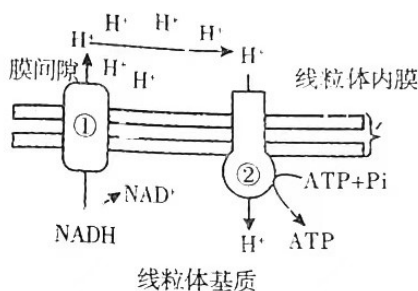 H⁺ H⁺ H⁺ H⁺
H⁺ H⁺ H⁺
膜间隙
线粒体内膜
①
②
NAD⁺
NADH
ATP+Pi
ATP
H⁺
线粒体基质